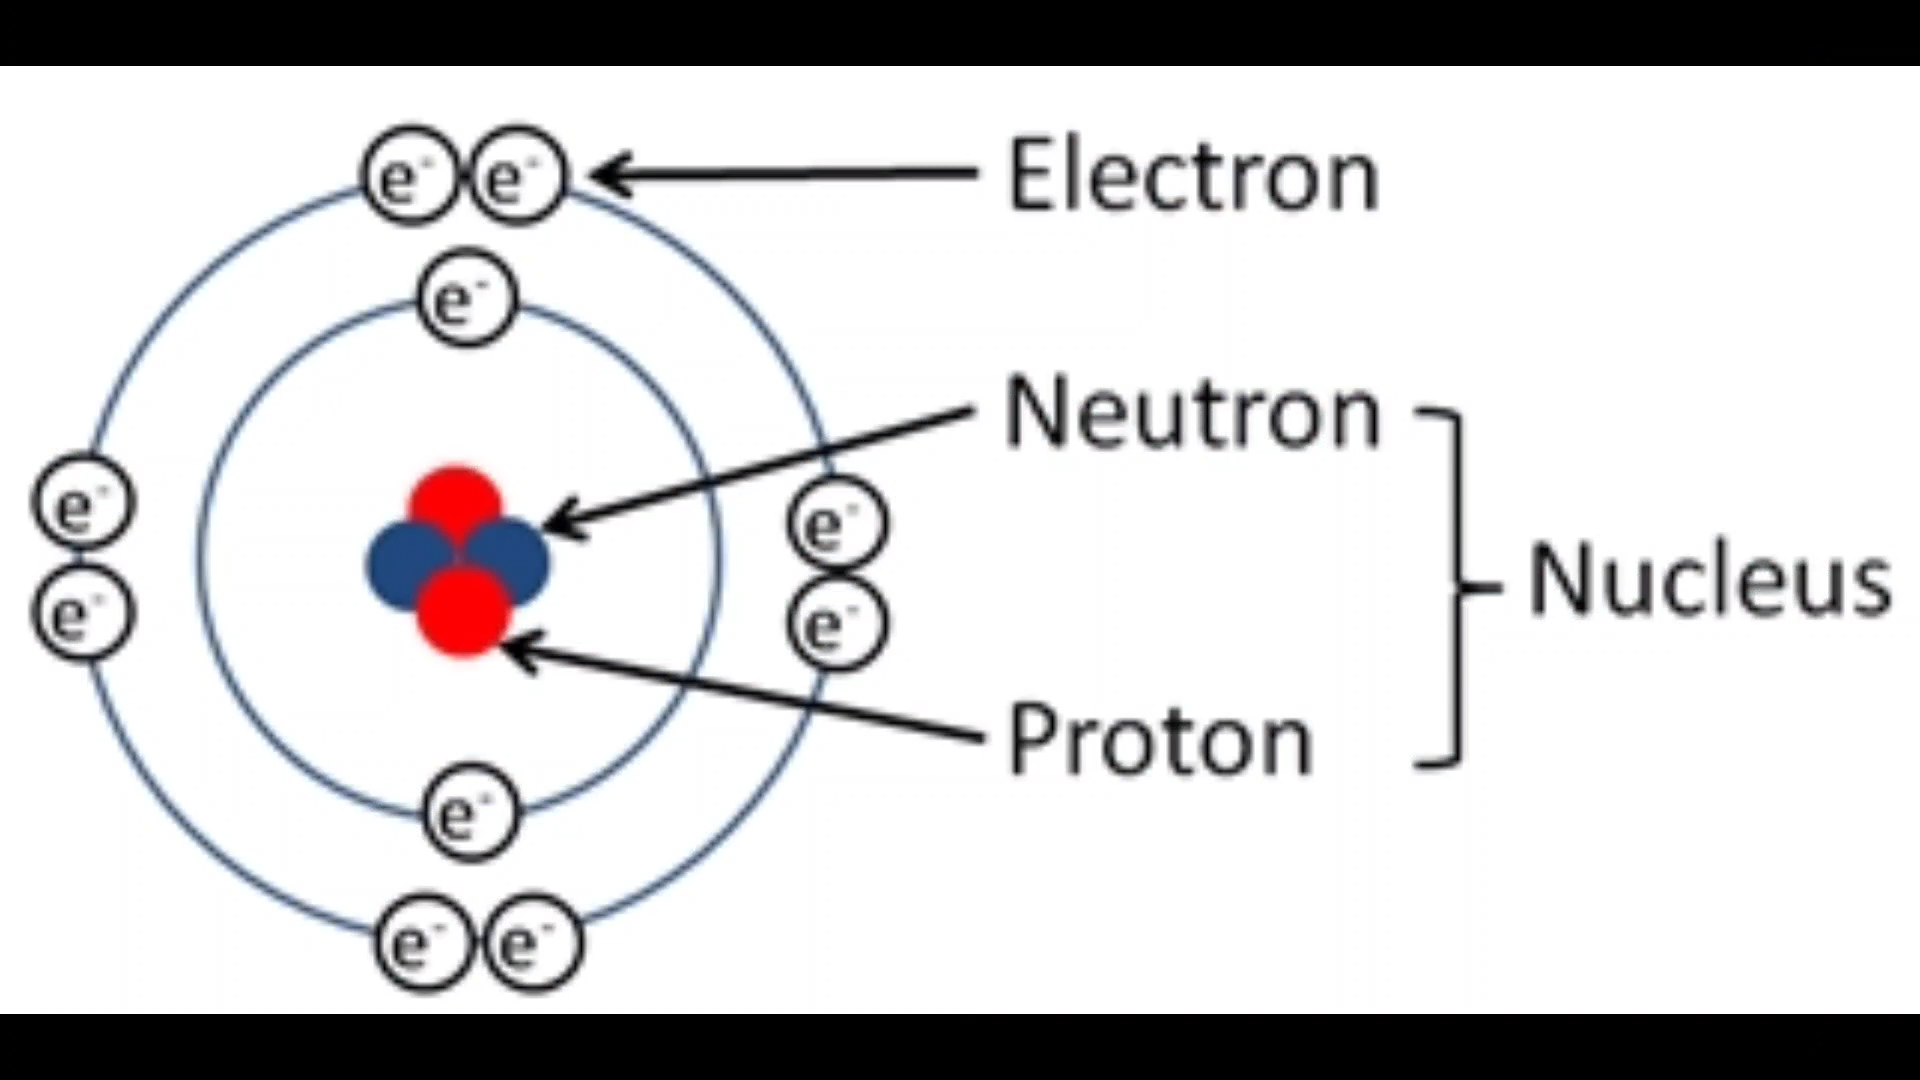 e⁻ e⁻
Electron
e⁻
Neutron
e⁻
e⁻
Nucleus
e⁻
e⁻
Proton
e⁻
e⁻ e⁻